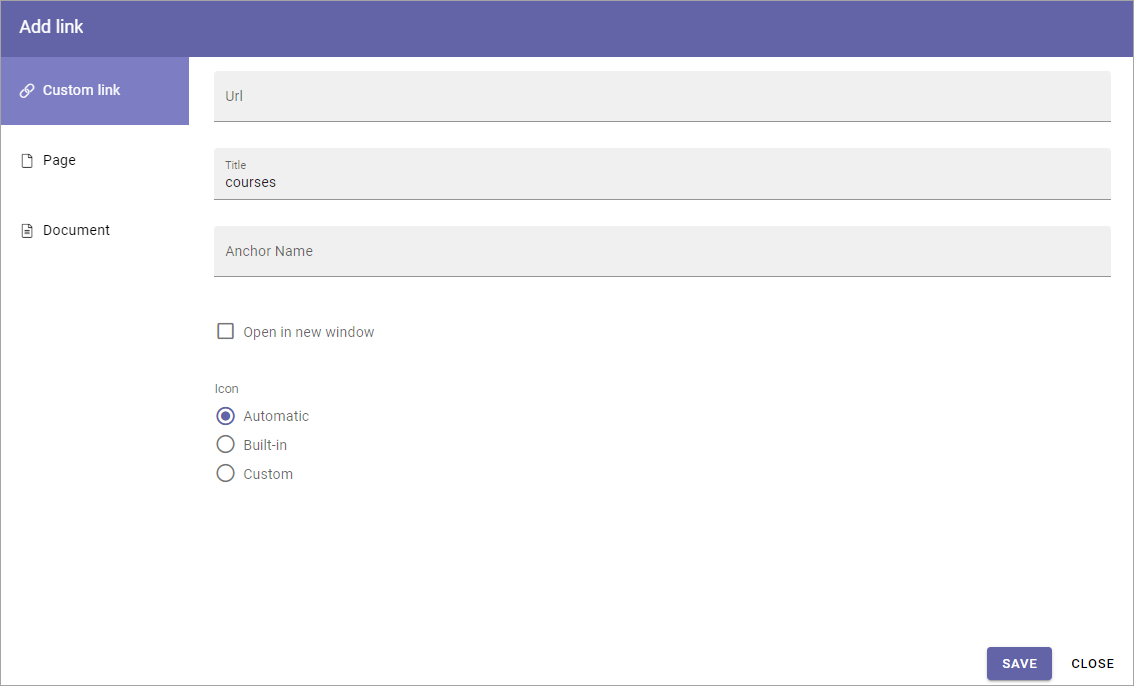 Add link
Custom link
Page
Document
Url
Title
courses
Anchor Name
Open in new window
Icon
Automatic
Built-in
Custom
SAVE
CLOSE